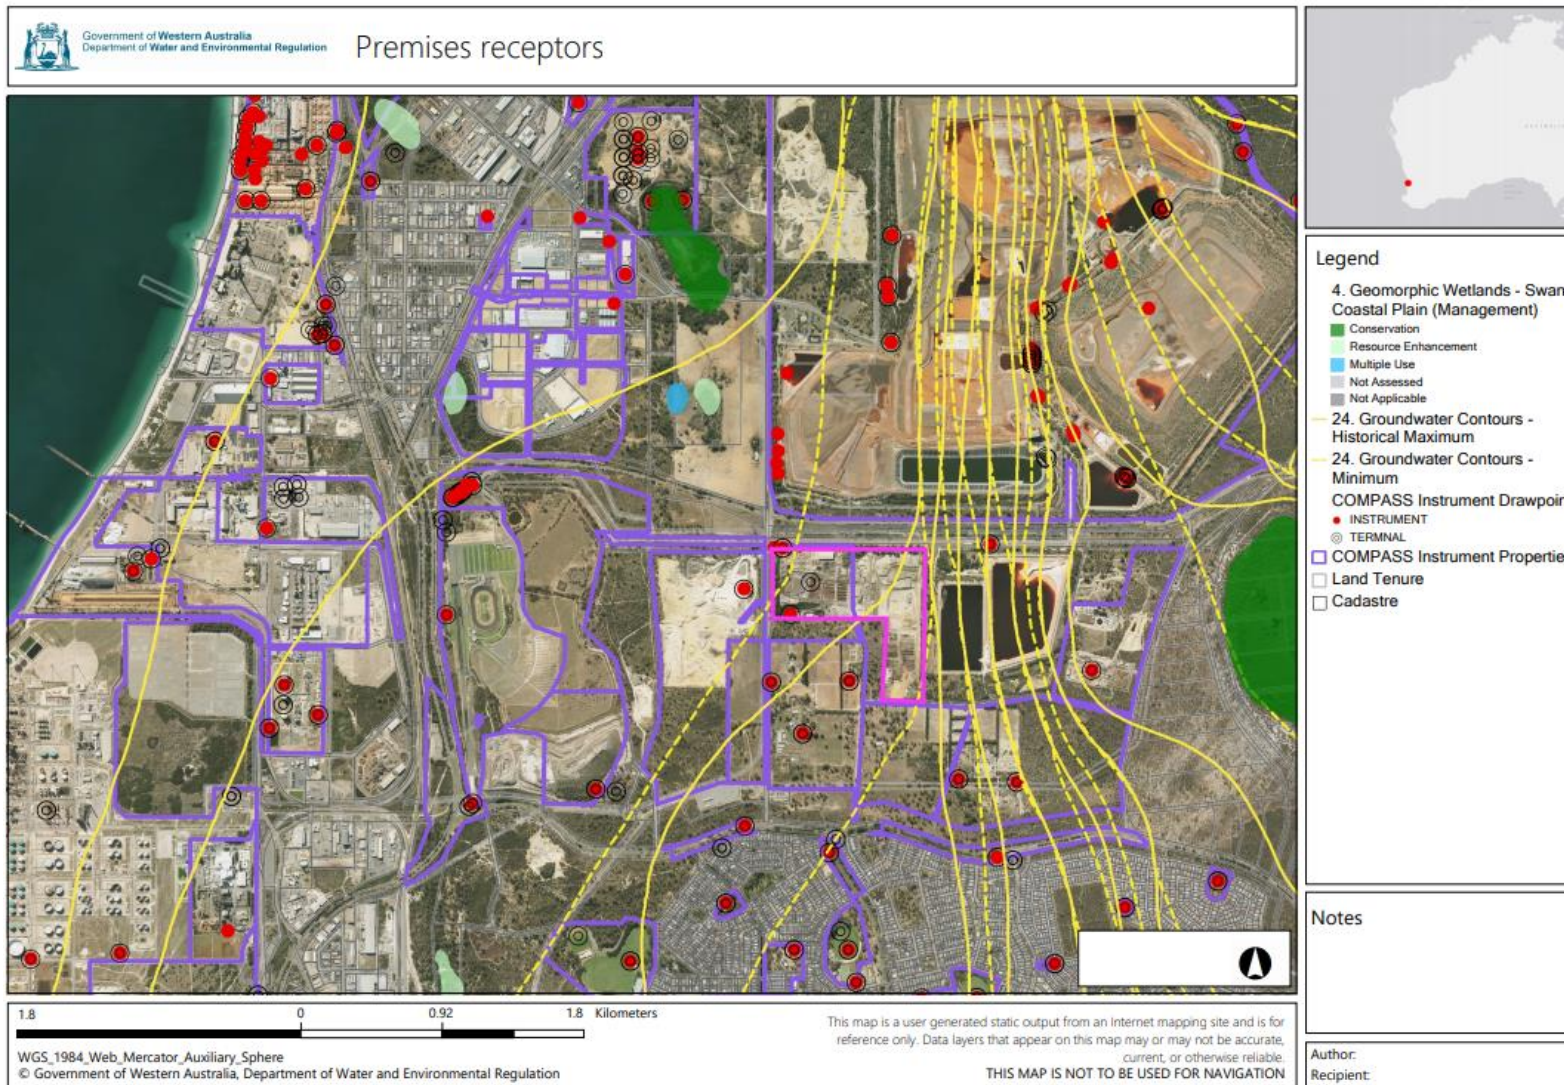 Government of Western Australia
Department of Water and Environmental Regulation
Premises receptors
Legend
4. Geomorphic Wetlands - Swan
Coastal Plain (Management)
Conservation
Resource Enhancement
Multiple Use
Not Assessed
Not Applicable
24. Groundwater Contours -
Historical Maximum
24. Groundwater Contours -
Minimum
COMPASS Instrument Drawpoin
INSTRUMENT
TERMNAL
COMPASS Instrument Propertie
Land Tenure
Cadastre
Notes
1.8 0 0.92 1.8 Kilometers
WGS_1984_Web_Mercator_Auxiliary_Sphere
© Government of Western Australia, Department of Water and Environmental Regulation
This map is a user generated static output from an Internet mapping site and is for
reference only. Data layers that appear on this map may or may not be accurate,
current, or otherwise reliable.
THIS MAP IS NOT TO BE USED FOR NAVIGATION
Author:
Recipient: